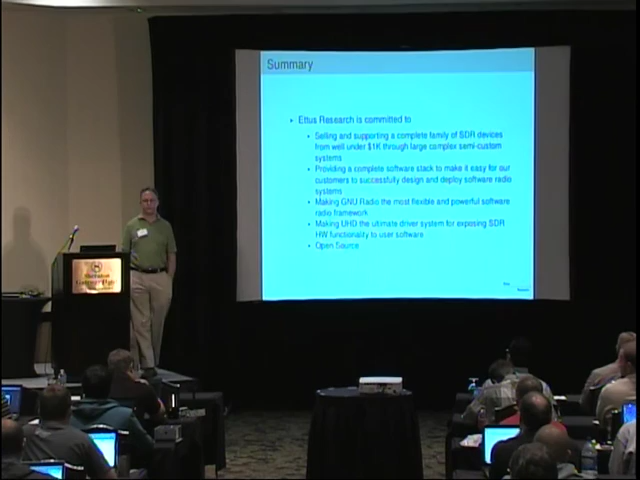 Summary
• Ettus Research is committed to
• Selling and supporting a complete family of SDR devices
from well under $1K through large complex semi-custom
systems
• Providing a complete software stack to make it easy for our
customers to successfully design and deploy software radio
systems
• Making GNU Radio the most flexible and powerful software
radio framework
• Making UHD the ultimate driver system for exposing SDR
HW functionality to user software
• Open Source
Sheraton